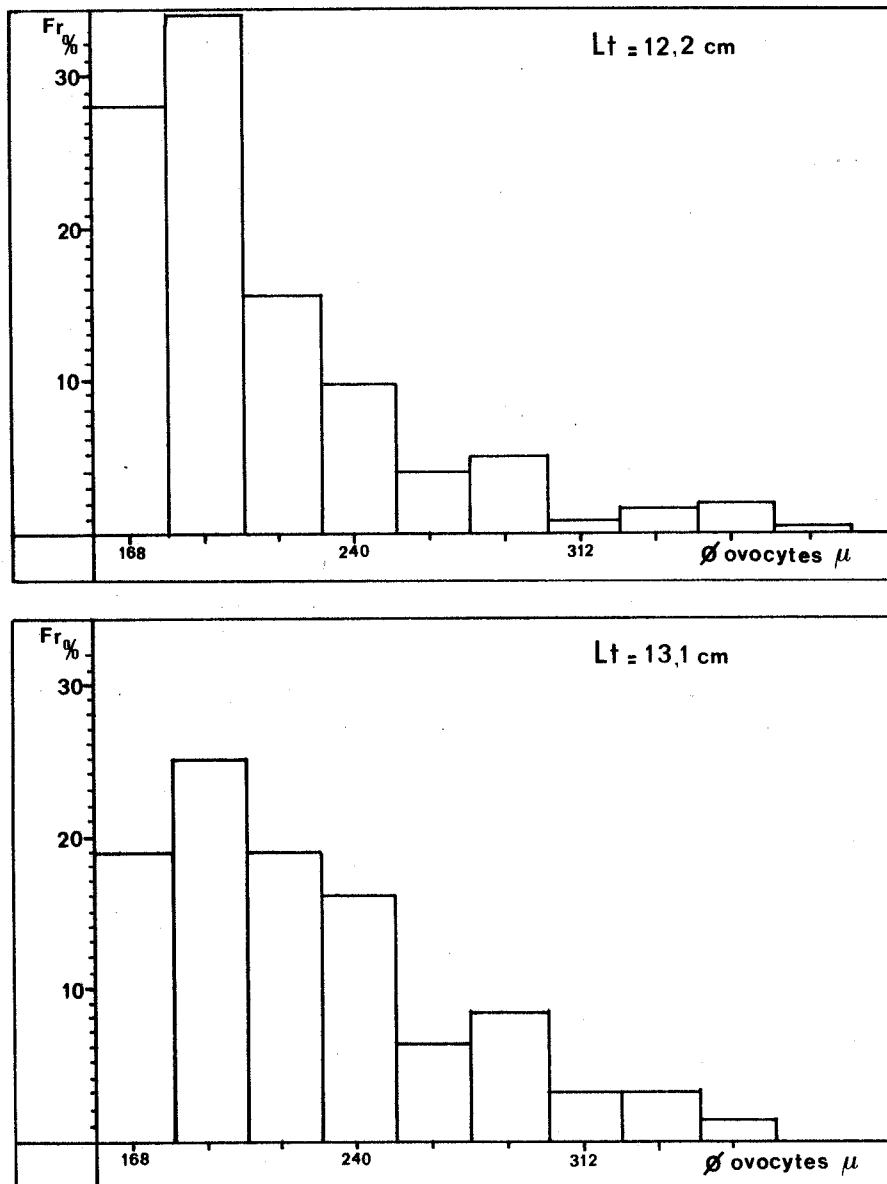 Fr%
Lt = 12,2 cm
30
20
10
168 240 312 Ø ovocytes µ
Fr%
Lt = 13,1 cm
30
20
10
168 240 312 Ø ovocytes µ